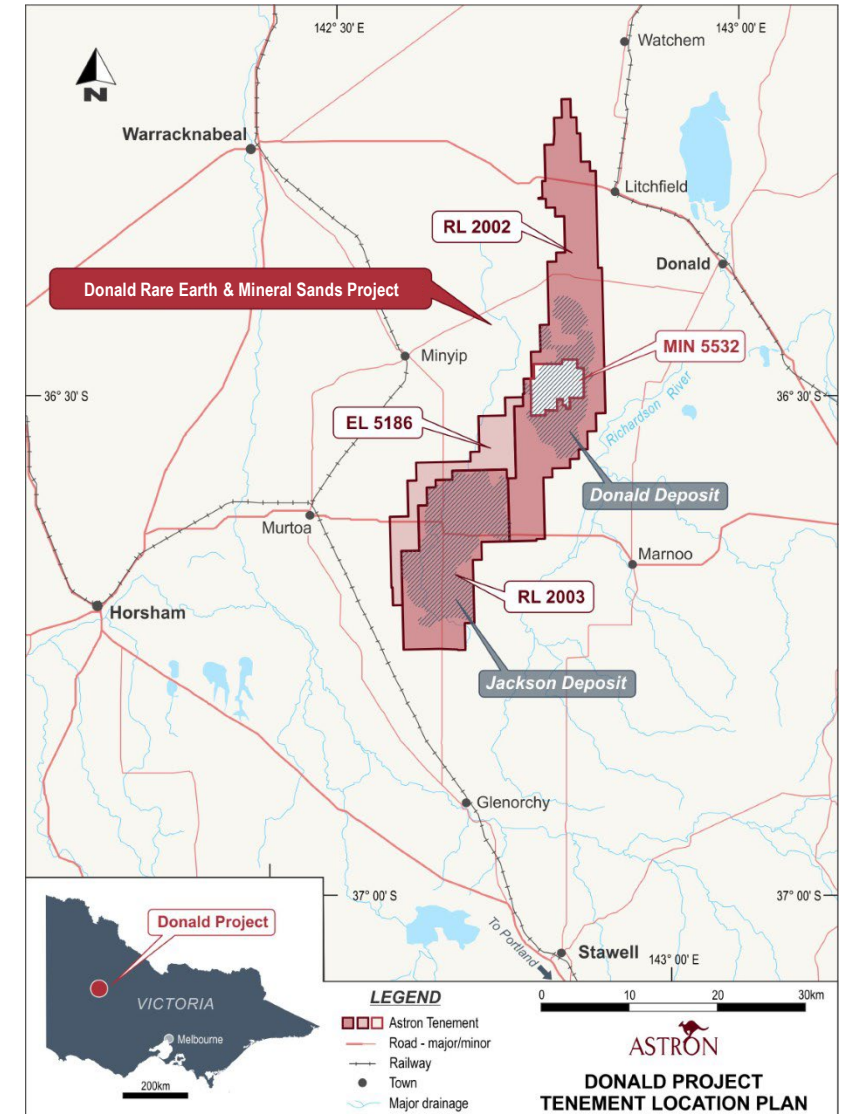 142° 30' E
143° 00' E
Watchem
N
Warracknabeal
Litchfield
RL 2002
Donald
Donald Rare Earth & Mineral Sands Project
MIN 5532
Minyip
36° 30' S
36° 30' S
Richardson River
EL 5186
Donald Deposit
Murtoa
Marnoo
RL 2003
Horsham
Jackson Deposit
Glenorchy
37° 00' S
37° 00' S
To Portland
Stawell
143° 00' E
Donald Project
VICTORIA
Melbourne
200km
LEGEND
Astron Tenement
Road - major/minor
Railway
Town
Major drainage
0 10 20 30km
ASTRON
DONALD PROJECT
TENEMENT LOCATION PLAN